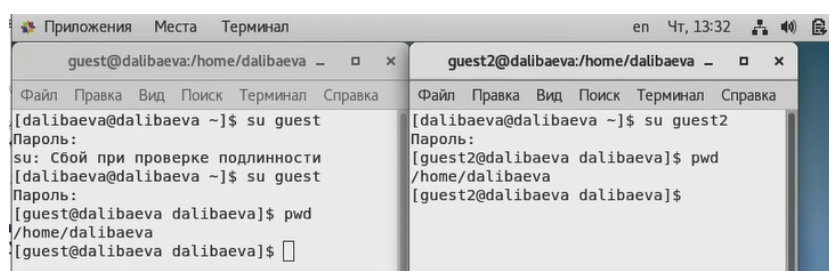 Приложения Места Терминал en Чт, 13:32
guest@dalibaeva:/home/dalibaeva
Файл Правка Вид Поиск Терминал Справка
[dalibaeva@dalibaeva ~]$ su guest
Пароль:
su: Сбой при проверке подлинности
[dalibaeva@dalibaeva ~]$ su guest
Пароль:
[guest@dalibaeva dalibaeva]$ pwd
/home/dalibaeva
[guest@dalibaeva dalibaeva]$
guest2@dalibaeva:/home/dalibaeva
Файл Правка Вид Поиск Терминал Справка
[dalibaeva@dalibaeva ~]$ su guest2
Пароль:
[guest2@dalibaeva dalibaeva]$ pwd
/home/dalibaeva
[guest2@dalibaeva dalibaeva]$